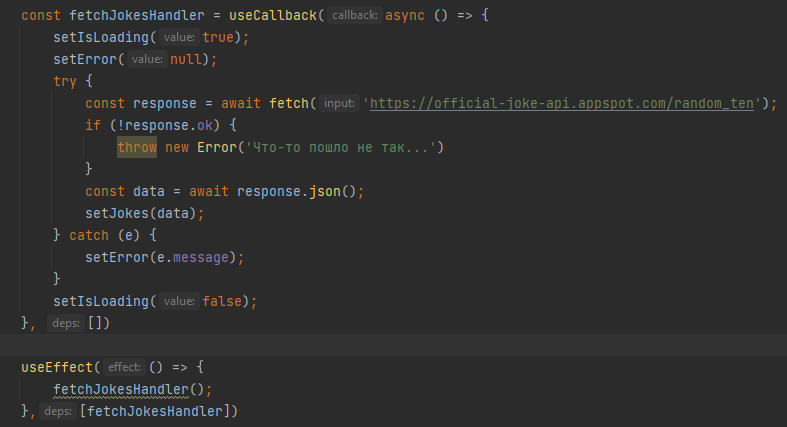 const fetchJokesHandler = useCallback( callback: async () => {
    setIsLoading( value: true);
    setError( value: null);
    try {
        const response = await fetch( input: 'https://official-joke-api.appspot.com/random_ten');
        if (!response.ok) {
            throw new Error('Что-то пошло не так...')
        }
        const data = await response.json();
        setJokes(data);
    } catch (e) {
        setError(e.message);
    }
    setIsLoading( value: false);
}, deps: [])
useEffect( effect: () => {
    fetchJokesHandler();
}, deps: [fetchJokesHandler])